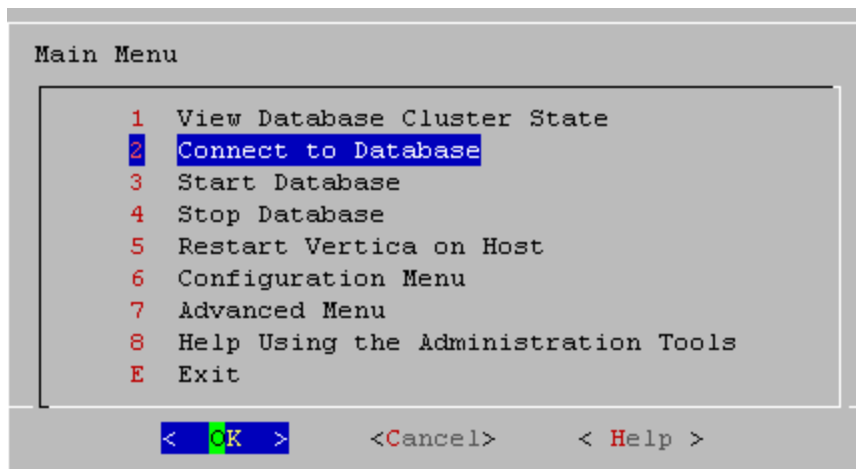 Main Menu
1 View Database Cluster State
2 Connect to Database
3 Start Database
4 Stop Database
5 Restart Vertica on Host
6 Configuration Menu
7 Advanced Menu
8 Help Using the Administration Tools
E Exit
< OK > <Cancel> < Help >